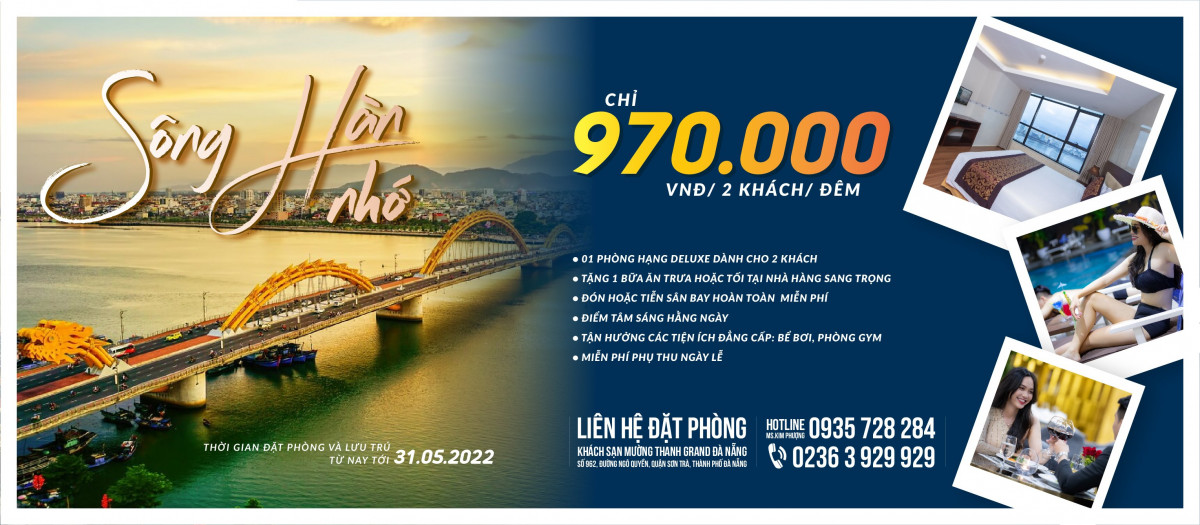 Sông Hàn
nhớ
THỜI GIAN ĐẶT PHÒNG VÀ LƯU TRÚ
TỪ NAY TỚI 31.05.2022
CHỈ
970.000
VNĐ/ 2 KHÁCH/ ĐÊM
• 01 PHÒNG HẠNG DELUXE DÀNH CHO 2 KHÁCH
• TẶNG 1 BỮA ĂN TRƯA HOẶC TỐI TẠI NHÀ HÀNG SANG TRỌNG
• ĐÓN HOẶC TIỄN SÂN BAY HOÀN TOÀN MIỄN PHÍ
• ĐIỂM TÂM SÁNG HẰNG NGÀY
• TẬN HƯỞNG CÁC TIỆN ÍCH ĐẲNG CẤP: BỂ BƠI, PHÒNG GYM
• MIỄN PHÍ PHỤ THU NGÀY LỄ
LIÊN HỆ ĐẶT PHÒNG
KHÁCH SẠN MƯỜNG THANH GRAND ĐÀ NẴNG
SỐ 962, ĐƯỜNG NGÔ QUYỀN, QUẬN SƠN TRÀ, THÀNH PHỐ ĐÀ NẴNG
HOTLINE
MS.KIM PHƯỢNG
0935 728 284
0236 3 929 929